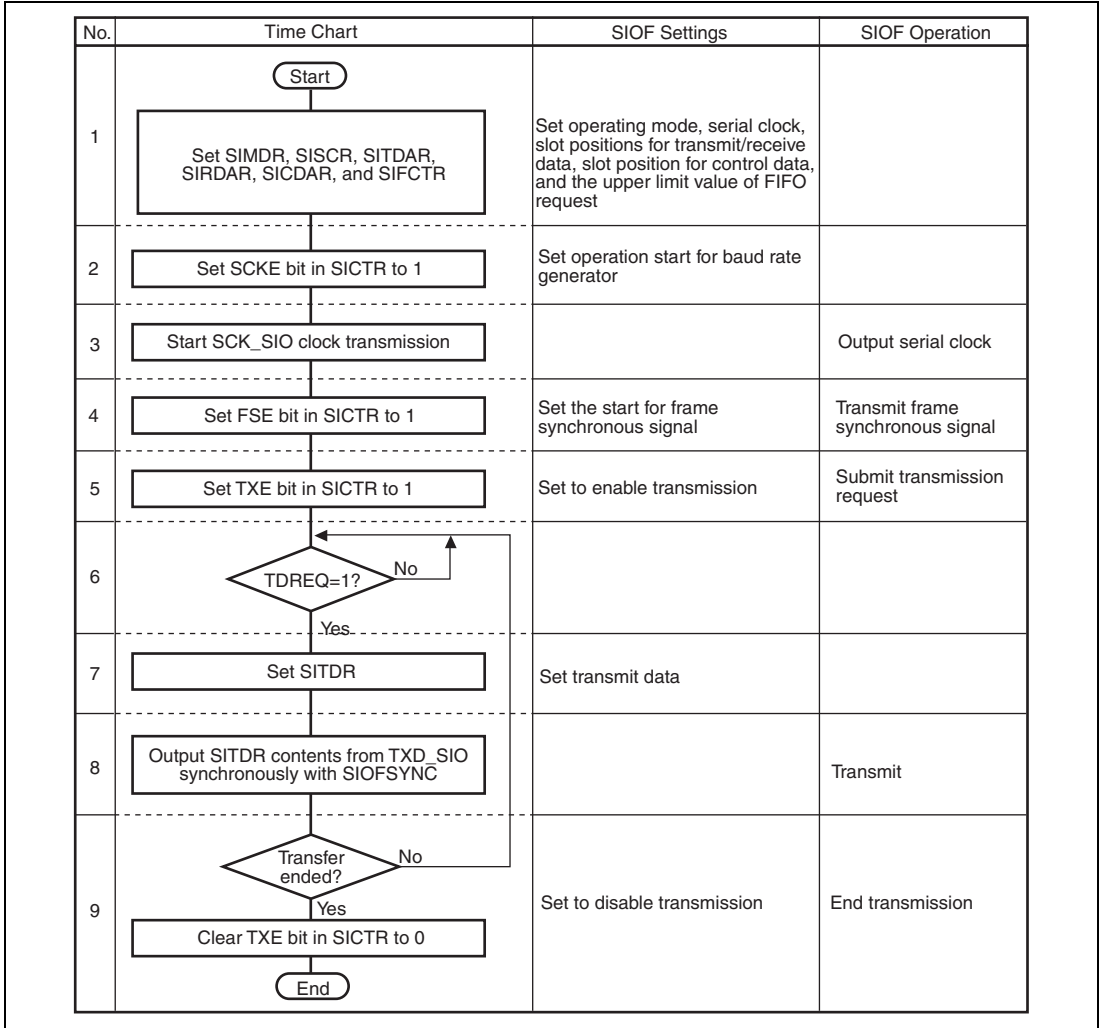 No. Time Chart SIOF Settings SIOF Operation
Start
1
Set SIMDR, SISCR, SITDAR,
SIRDAR, SICDAR, and SIFCTR
Set operating mode, serial clock,
slot positions for transmit/receive
data, slot position for control data,
and the upper limit value of FIFO
request
2
Set SCKE bit in SICTR to 1
Set operation start for baud rate
generator
3
Start SCK_SIO clock transmission
Output serial clock
4
Set FSE bit in SICTR to 1
Set the start for frame
synchronous signal
Transmit frame
synchronous signal
5
Set TXE bit in SICTR to 1
Set to enable transmission
Submit transmission
request
6
TDREQ=1?
No
Yes
7
Set SITDR
Set transmit data
8
Output SITDR contents from TXD_SIO
synchronously with SIOFSYNC
Transmit
9
Transfer
ended?
No
Yes
Clear TXE bit in SICTR to 0
Set to disable transmission
End transmission
End